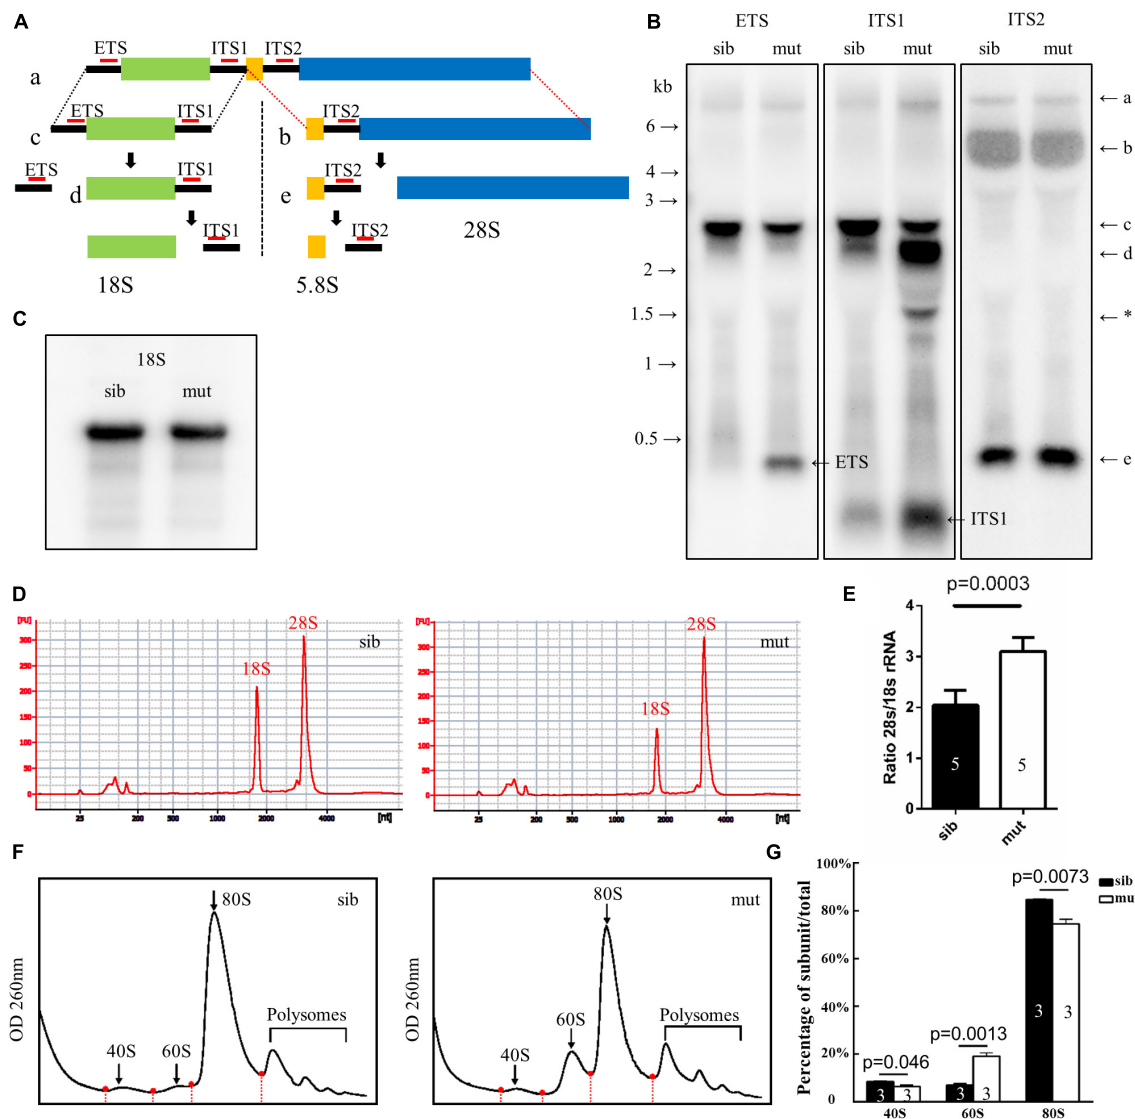 A
ETS ITS1 ITS2
a
ETS ITS1 ITS2
c b
ETS ITS1 ITS2
d e
ITS1 ITS2 28S
18S 5.8S
B
ETS ITS1 ITS2
sib mut sib mut sib mut
kb
6 →
4 →
3 →
2 →
1.5 →
1 →
0.5 →
← a
← b
← c
← d
← *
← e
← ETS
← ITS1
C
18S
sib mut
D
[FU]
300
250
200
150
100
50
0
18S
28S
sib
25 200 500 2000 4000 [nt]
[FU]
300
250
200
150
100
50
0
18S
28S
mut
25 200 500 2000 4000 [nt]
E
p=0.0003
Ratio 28s/18s rRNA
4
3
2
1
0
5 5
sib mut
F
OD 260nm
40S 60S 80S
Polysomes
sib
OD 260nm
40S 60S 80S
Polysomes
mut
G
Percentage of subunit/total
100%
80%
60%
40%
20%
0
p=0.046
p=0.0013
p=0.0073
sib
mu
3 3 3 3 3 3
40S 60S 80S